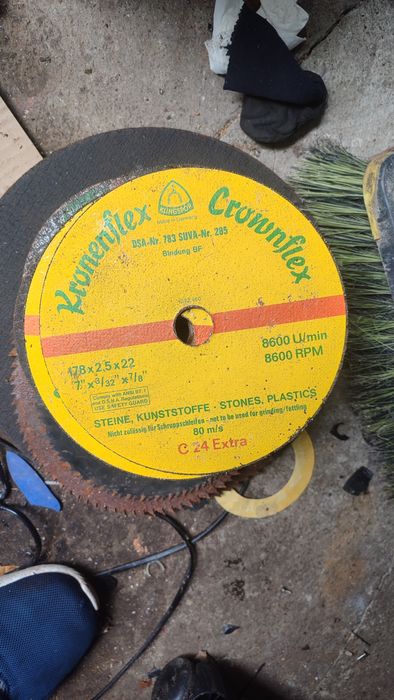 Kronenflex
KLINGSPOR
Made in Germany
Crownflex
DSA-Nr. 783 SUVA-Nr. 285
Bindung BF
8600 U/min
8600 RPM
178 x 2,5 x 22
7" x 3/32" x 7/8"
Comply with ANSI B7.1
and O.S.H.A. Regulations
USE SAFETY GUARD
STEINE, KUNSTSTOFFE - STONES, PLASTICS
Nicht zulässig für Schruppschleifen - not to be used for grinding/fettling
80 m/s
C 24 Extra